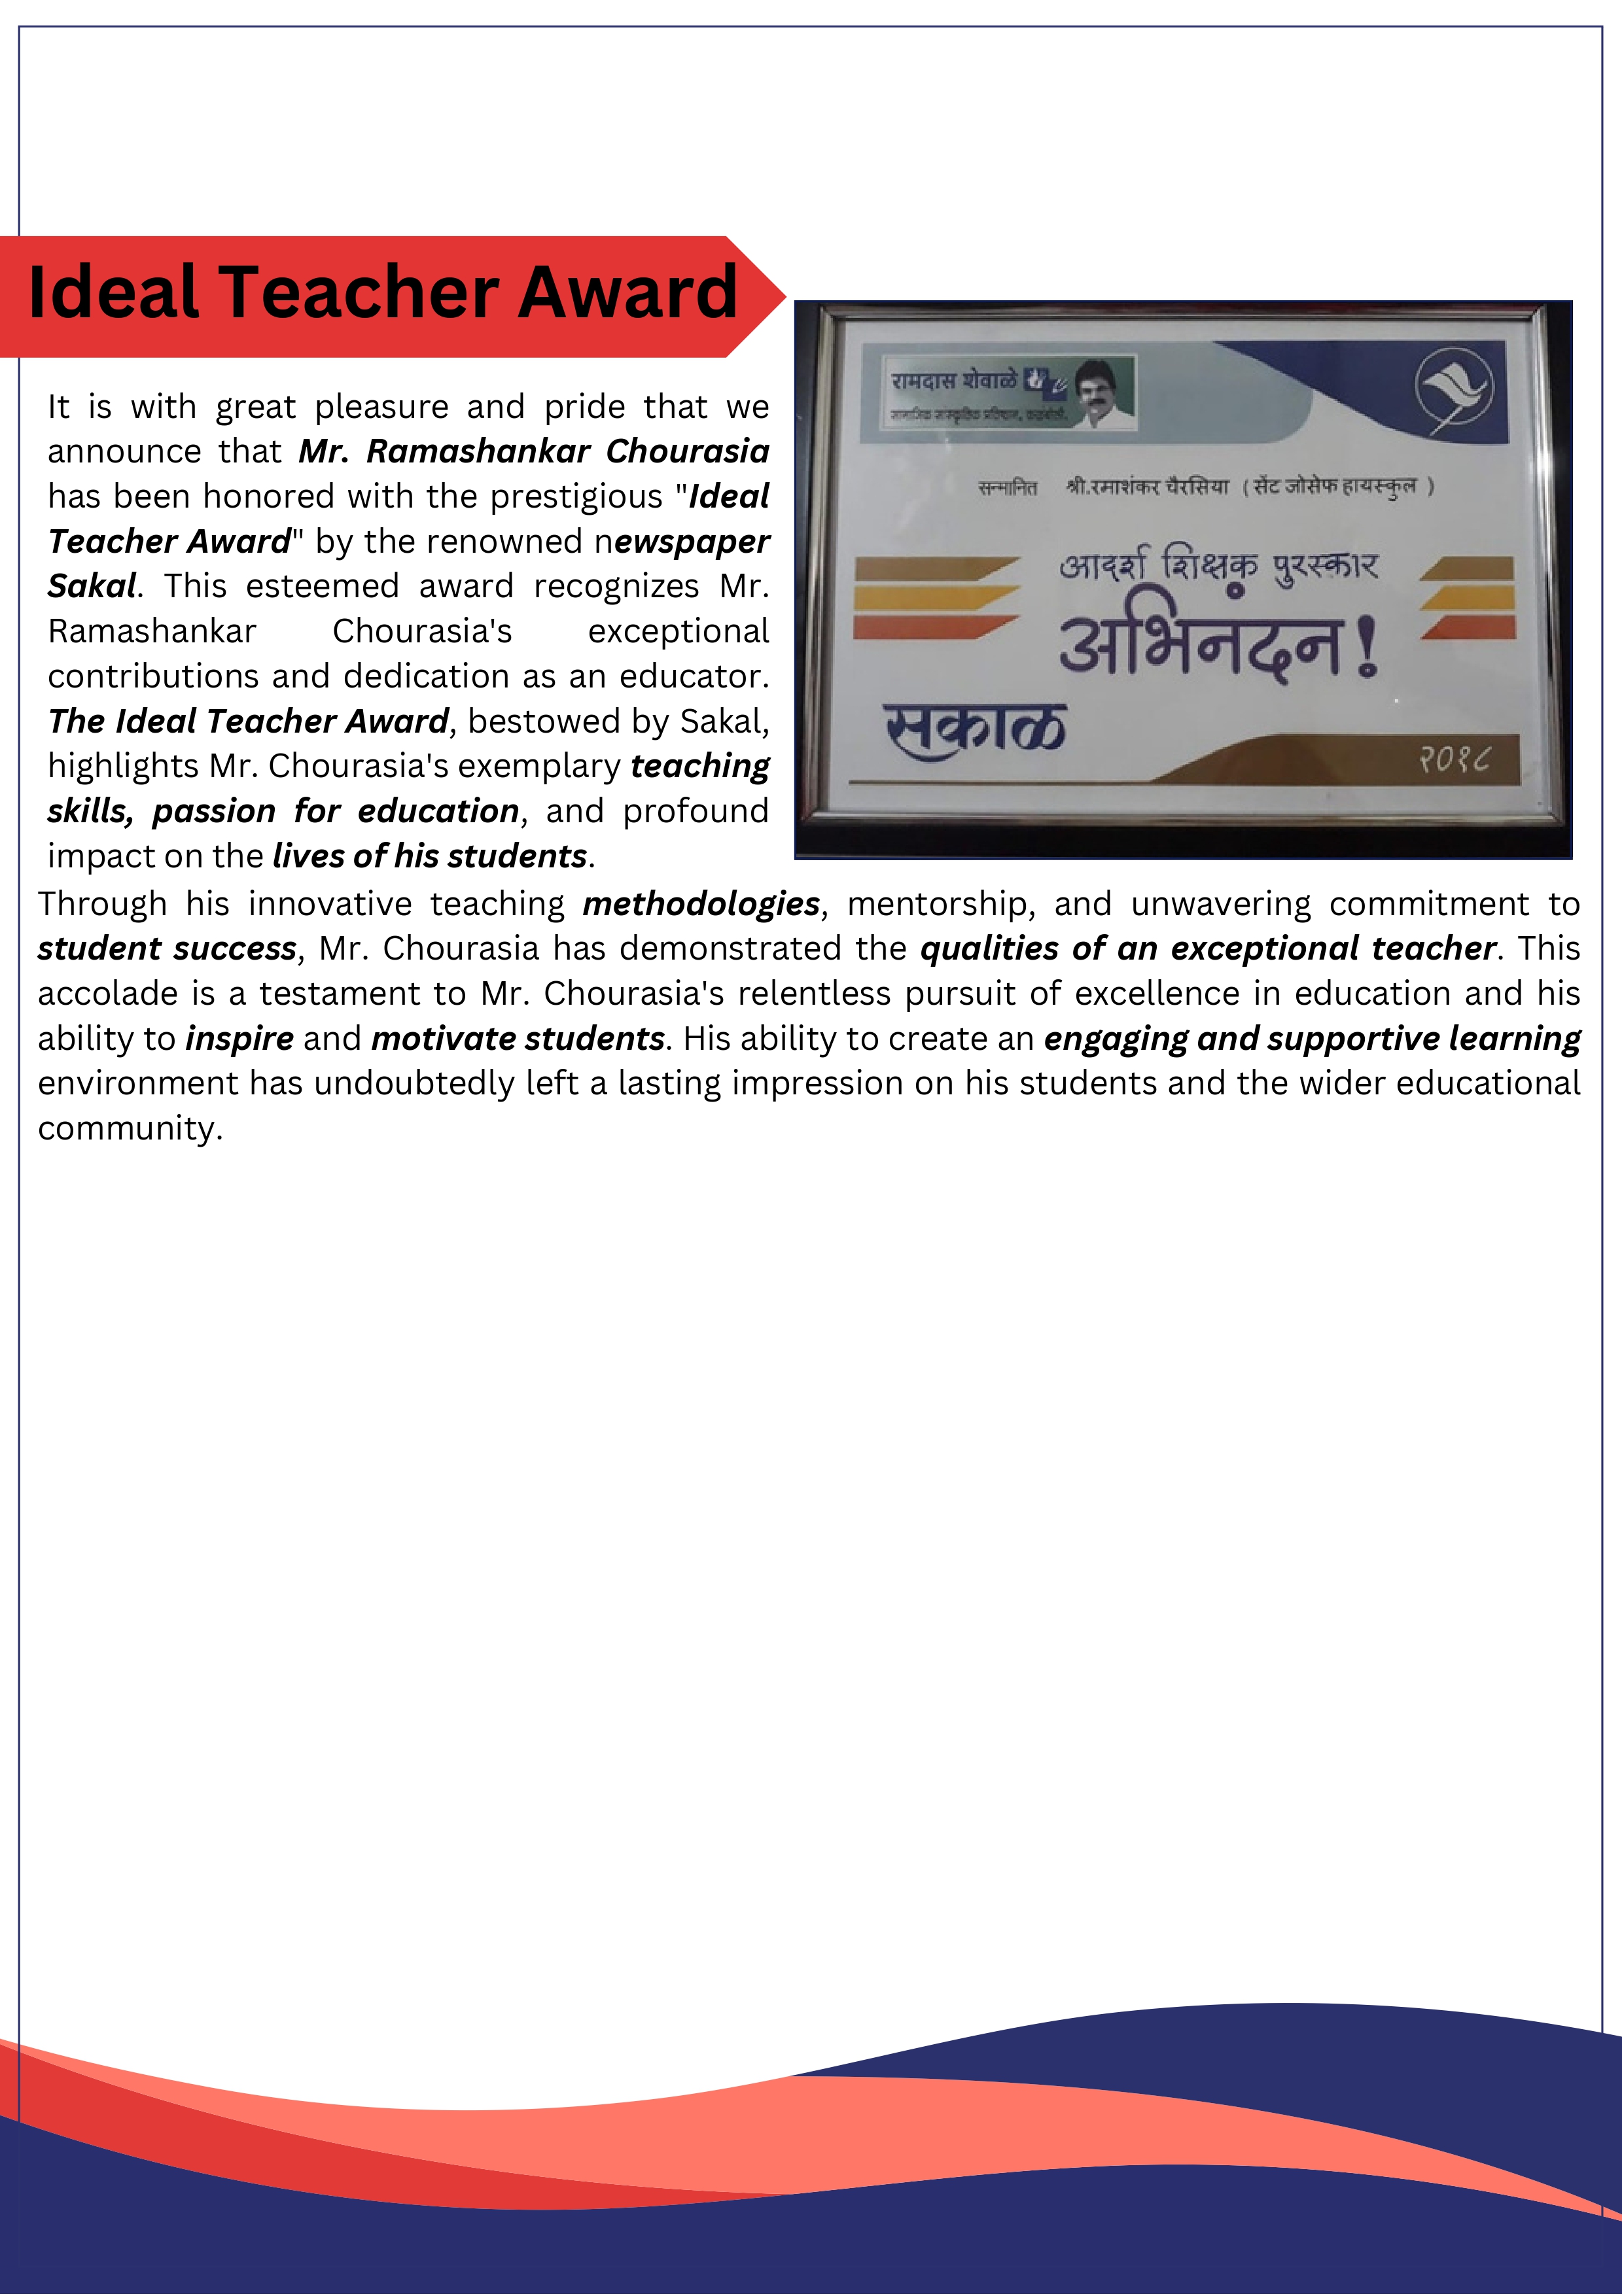 Ideal Teacher Award
It is with great pleasure and pride that we
announce that Mr. Ramashankar Chourasia
has been honored with the prestigious "Ideal
Teacher Award" by the renowned newspaper
Sakal. This esteemed award recognizes Mr.
Ramashankar Chourasia's exceptional
contributions and dedication as an educator.
The Ideal Teacher Award, bestowed by Sakal,
highlights Mr. Chourasia's exemplary teaching
skills, passion for education, and profound
impact on the lives of his students.
रामदास शेवाळे
सामाजिक सांस्कृतिक प्रतिष्ठान, कळंबोली.
सन्मानित श्री.रमाशंकर चैरसिया ( सेंट जोसेफ हायस्कुल )
आदर्श शिक्षक पुरस्कार
अभिनंदन!
सकाळ
२०१८
Through his innovative teaching methodologies, mentorship, and unwavering commitment to
student success, Mr. Chourasia has demonstrated the qualities of an exceptional teacher. This
accolade is a testament to Mr. Chourasia's relentless pursuit of excellence in education and his
ability to inspire and motivate students. His ability to create an engaging and supportive learning
environment has undoubtedly left a lasting impression on his students and the wider educational
community.